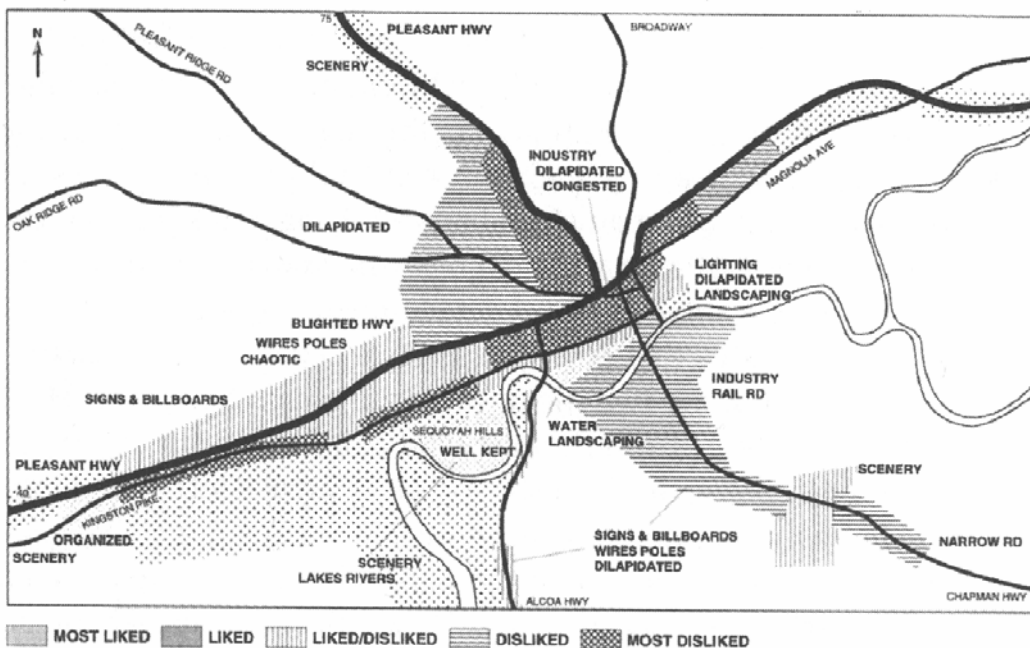 N
75
PLEASANT HWY
BROADWAY
PLEASANT RIDGE RD
SCENERY
INDUSTRY
DILAPIDATED
CONGESTED
MAGNOLIA AVE
OAK RIDGE RD
DILAPIDATED
LIGHTING
DILAPIDATED
LANDSCAPING
BLIGHTED HWY
WIRES POLES
CHAOTIC
SIGNS & BILLBOARDS
INDUSTRY
RAIL RD
SEQUOYAH HILLS
WELL KEPT
WATER
LANDSCAPING
PLEASANT HWY
40
KINGSTON PIKE
SCENERY
ORGANIZED
SCENERY
SCENERY
LAKES RIVERS
SIGNS & BILLBOARDS
WIRES POLES
DILAPIDATED
NARROW RD
ALCOA HWY
CHAPMAN HWY
MOST LIKED
LIKED
LIKED/DISLIKED
DISLIKED
MOST DISLIKED